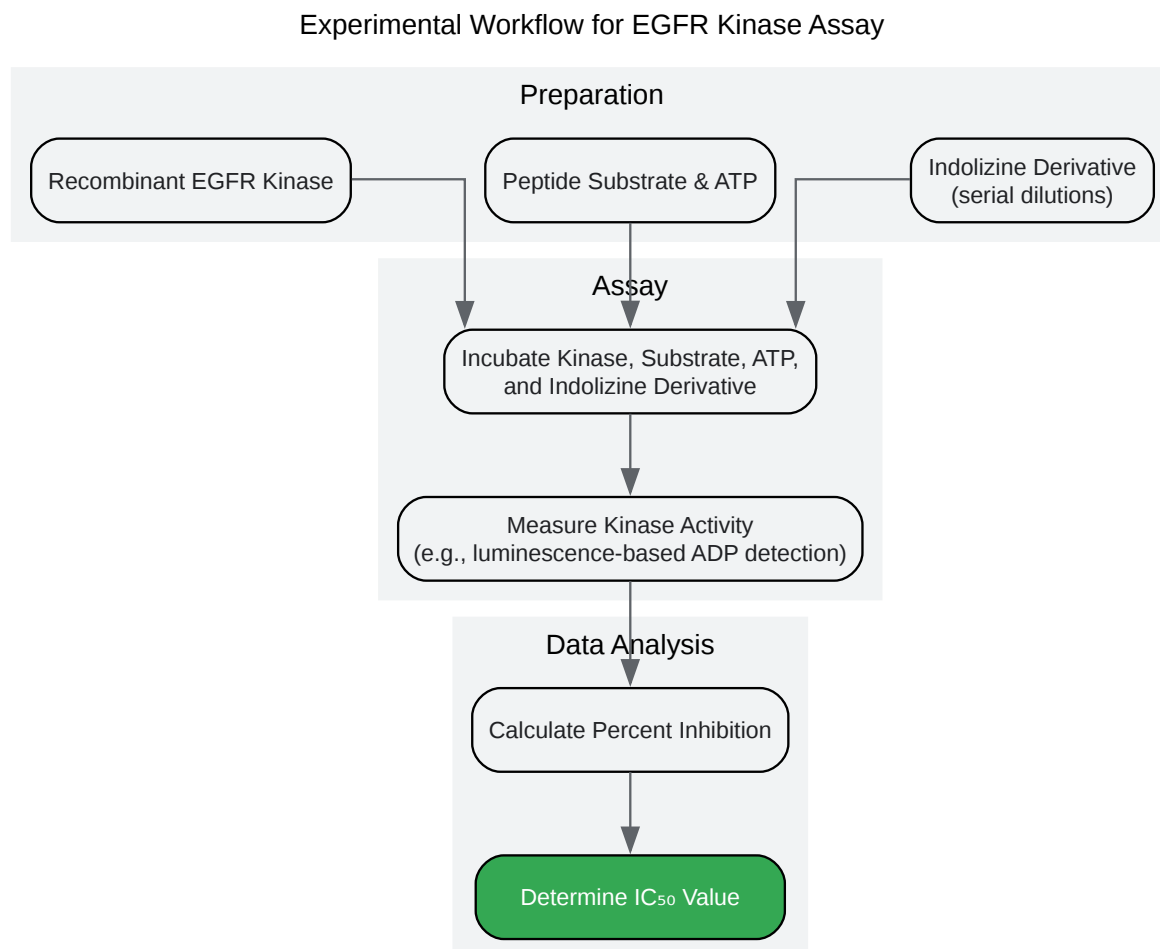 Experimental Workflow for EGFR Kinase Assay
Preparation
Recombinant EGFR Kinase
Peptide Substrate & ATP
Indolizine Derivative
(serial dilutions)
Assay
Incubate Kinase, Substrate, ATP,
and Indolizine Derivative
Measure Kinase Activity
(e.g., luminescence-based ADP detection)
Data Analysis
Calculate Percent Inhibition
Determine IC₅₀ Value